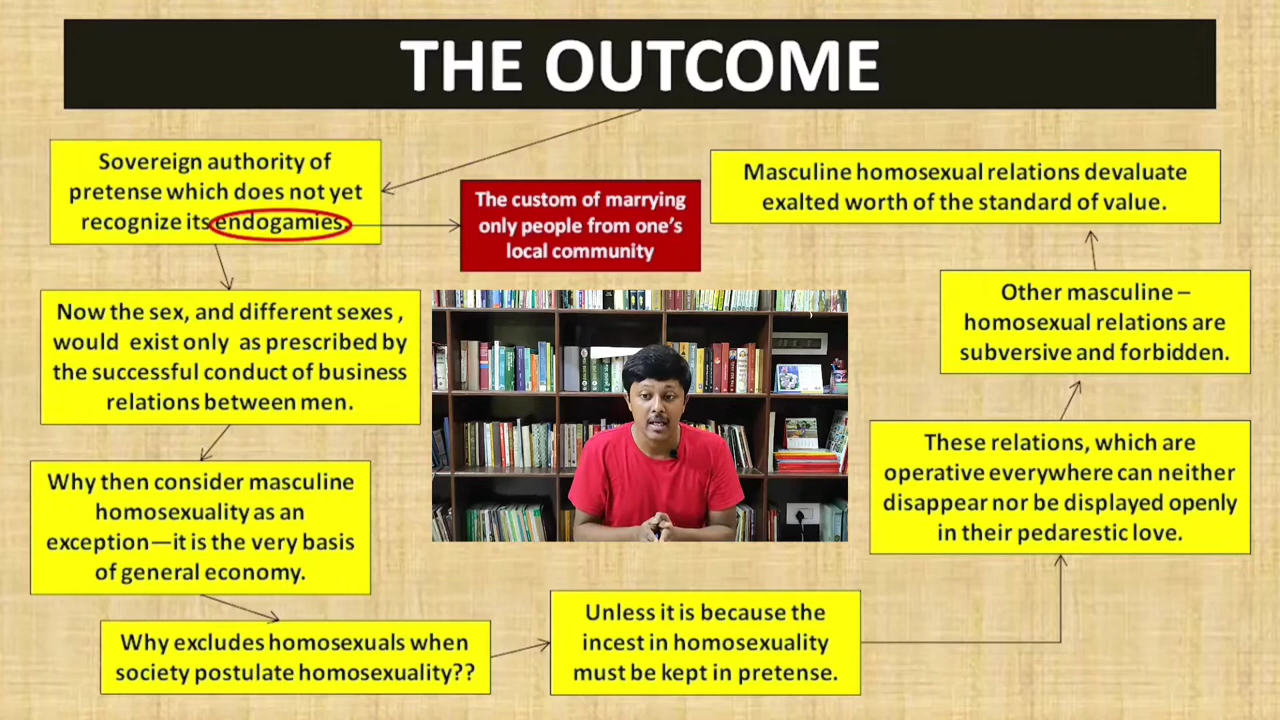 THE OUTCOME
Sovereign authority of
pretense which does not yet
recognize its endogamies.
The custom of marrying
only people from one's
local community
Now the sex, and different sexes ,
would exist only as prescribed by
the successful conduct of business
relations between men.
Why then consider masculine
homosexuality as an
exception—it is the very basis
of general economy.
Why excludes homosexuals when
society postulate homosexuality??
Unless it is because the
incest in homosexuality
must be kept in pretense.
These relations, which are
operative everywhere can neither
disappear nor be displayed openly
in their pedarestic love.
Other masculine –
homosexual relations are
subversive and forbidden.
Masculine homosexual relations devaluate
exalted worth of the standard of value.